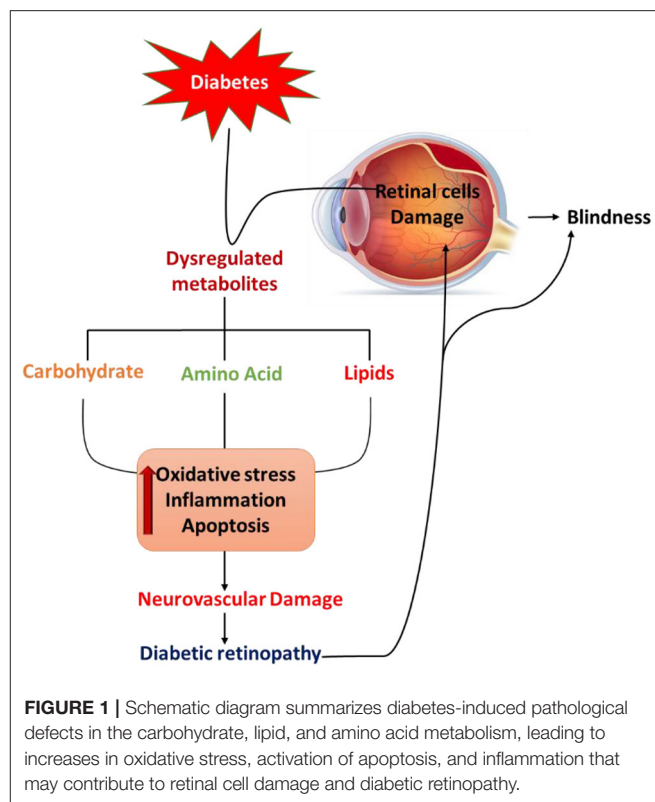 Diabetes
Retinal cells
Damage
Blindness
Dysregulated
metabolites
Carbohydrate
Amino Acid
Lipids
Oxidative stress
Inflammation
Apoptosis
Neurovascular Damage
Diabetic retinopathy
FIGURE 1 | Schematic diagram summarizes diabetes-induced pathological
defects in the carbohydrate, lipid, and amino acid metabolism, leading to
increases in oxidative stress, activation of apoptosis, and inflammation that
may contribute to retinal cell damage and diabetic retinopathy.